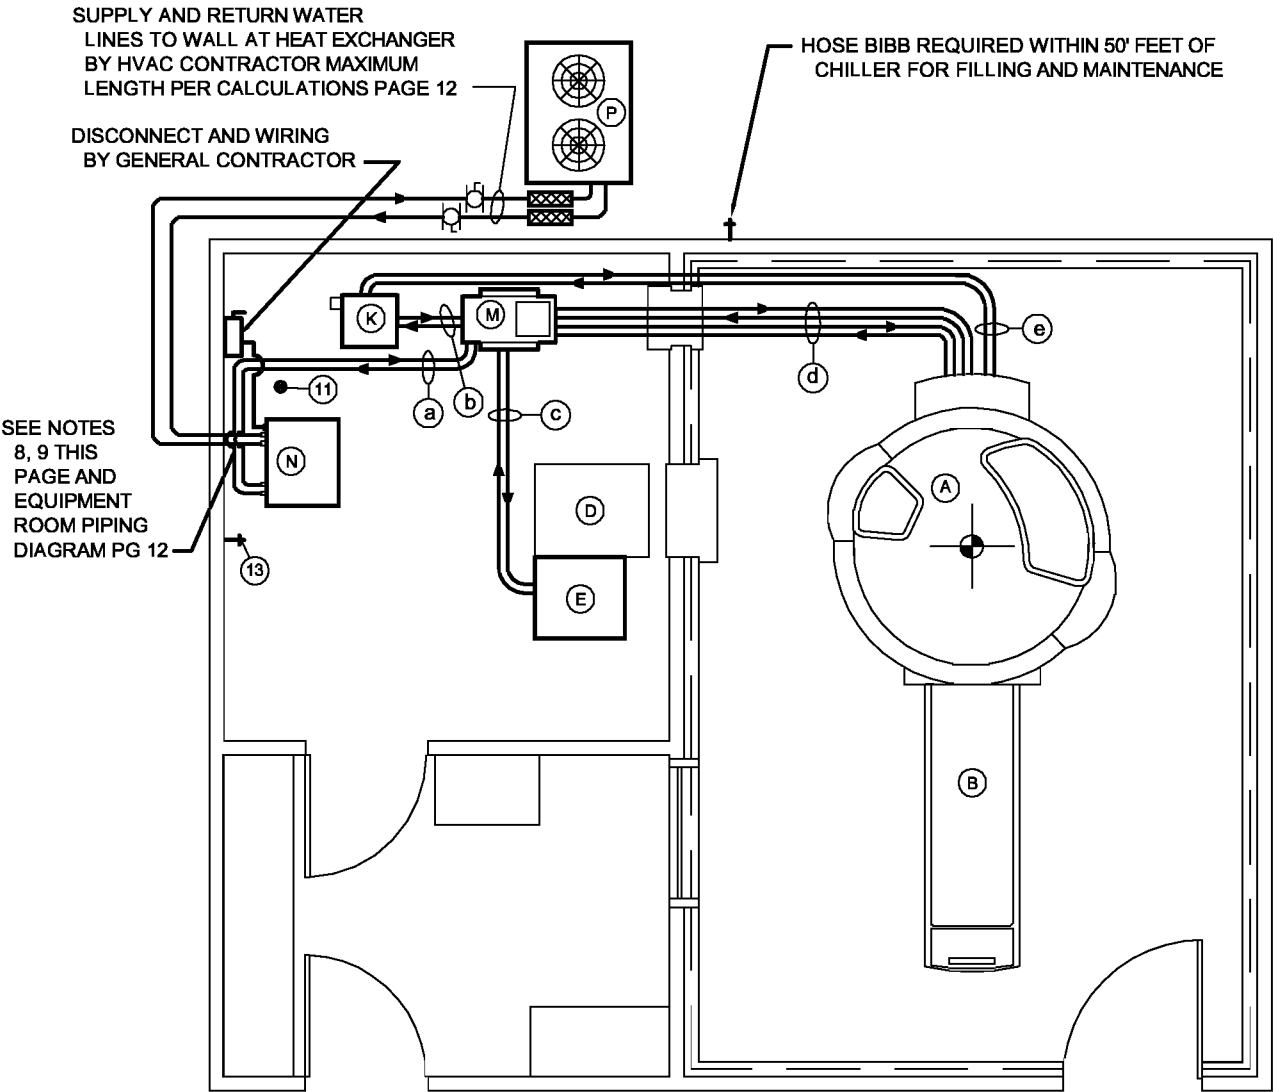 SUPPLY AND RETURN WATER
LINES TO WALL AT HEAT EXCHANGER
BY HVAC CONTRACTOR MAXIMUM
LENGTH PER CALCULATIONS PAGE 12
DISCONNECT AND WIRING
BY GENERAL CONTRACTOR
HOSE BIBB REQUIRED WITHIN 50' FEET OF
CHILLER FOR FILLING AND MAINTENANCE
P
K
M
e
d
11
a
b
c
SEE NOTES
8, 9 THIS
PAGE AND
EQUIPMENT
ROOM PIPING
DIAGRAM PG 12
N
A
D
13
E
B